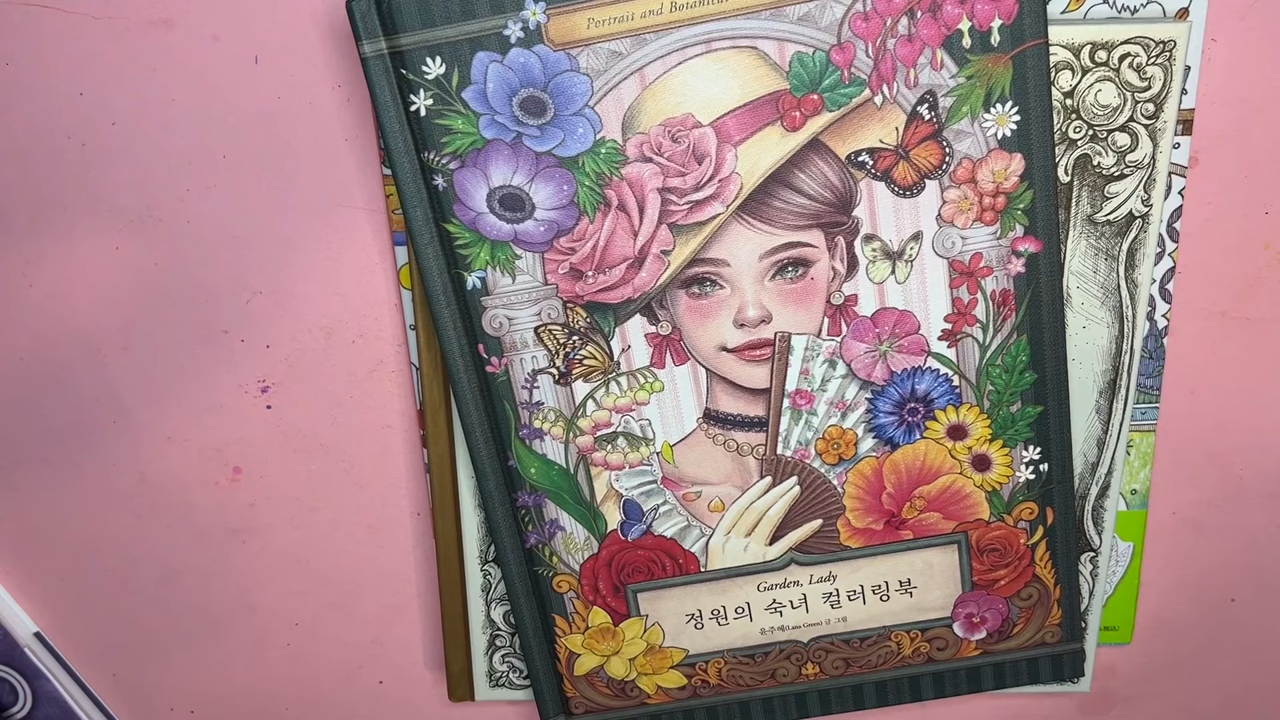 Portrait and Botanical
Garden, Lady
정원의 숙녀 컬러링북
윤주혜(Lana Green) 글 그림